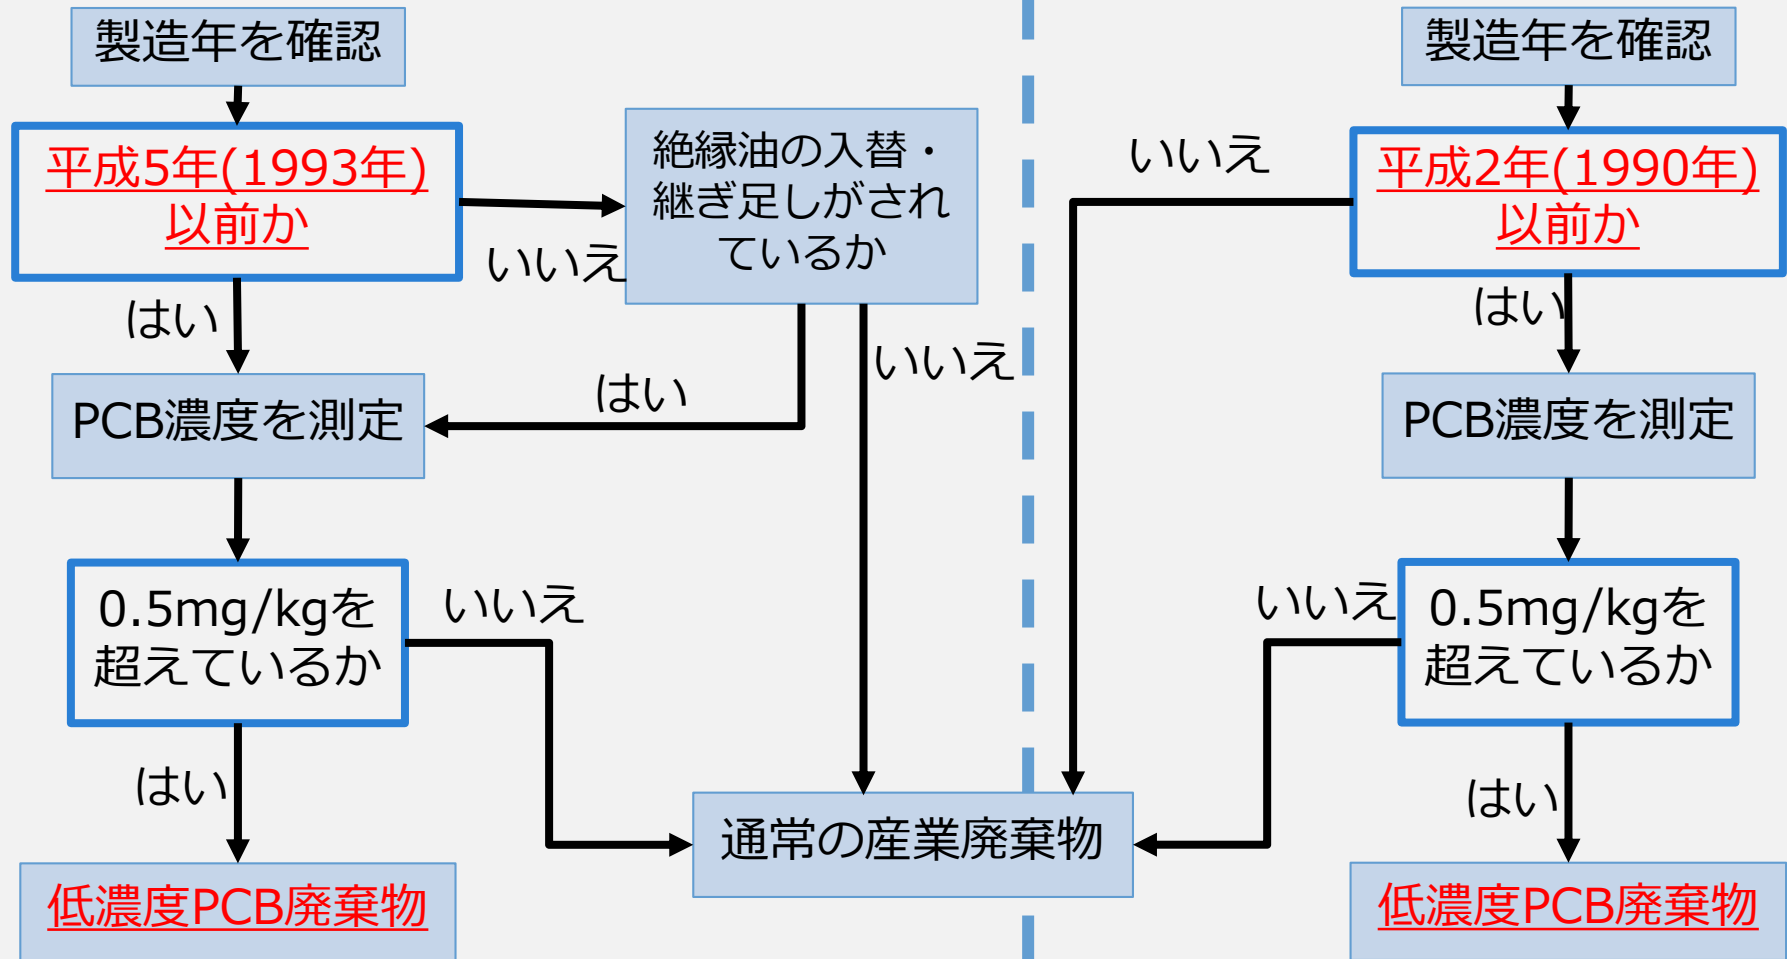 製造年を確認
平成5年(1993年)
以前か
いいえ
絶縁油の入替・
継ぎ足しがされ
ているか
はい
はい
いいえ
PCB濃度を測定
0.5mg/kgを
超えているか
いいえ
はい
低濃度PCB廃棄物
通常の産業廃棄物
製造年を確認
平成2年(1990年)
以前か
いいえ
はい
PCB濃度を測定
0.5mg/kgを
超えているか
いいえ
はい
低濃度PCB廃棄物